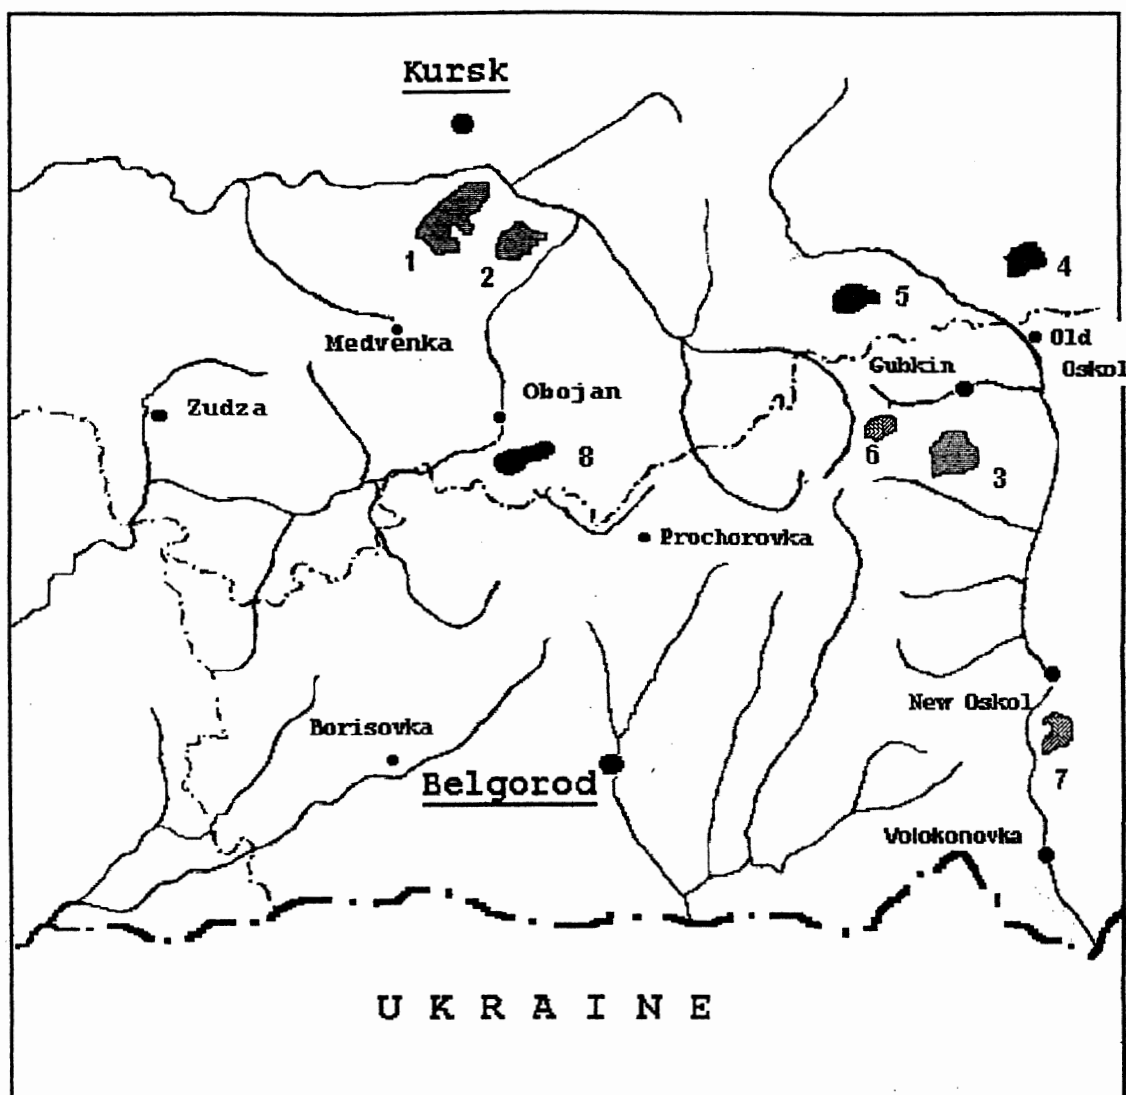 Kursk
1
2
4
5
Medvenka
Old
Oskol
Gubkin
Zudza
Obojan
8
6
3
Prochorovka
New Oskol
Borisovka
Belgorod
7
Volokonovka
UKRAINE